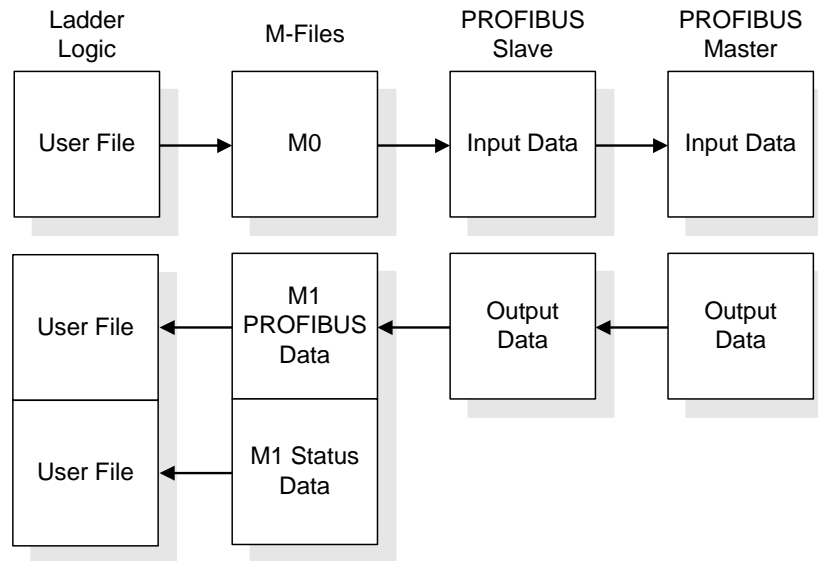 Ladder
Logic
M-Files
PROFIBUS
Slave
PROFIBUS
Master
User File
M0
Input Data
Input Data
User File
M1
PROFIBUS
Data
Output
Data
Output
Data
User File
M1 Status
Data